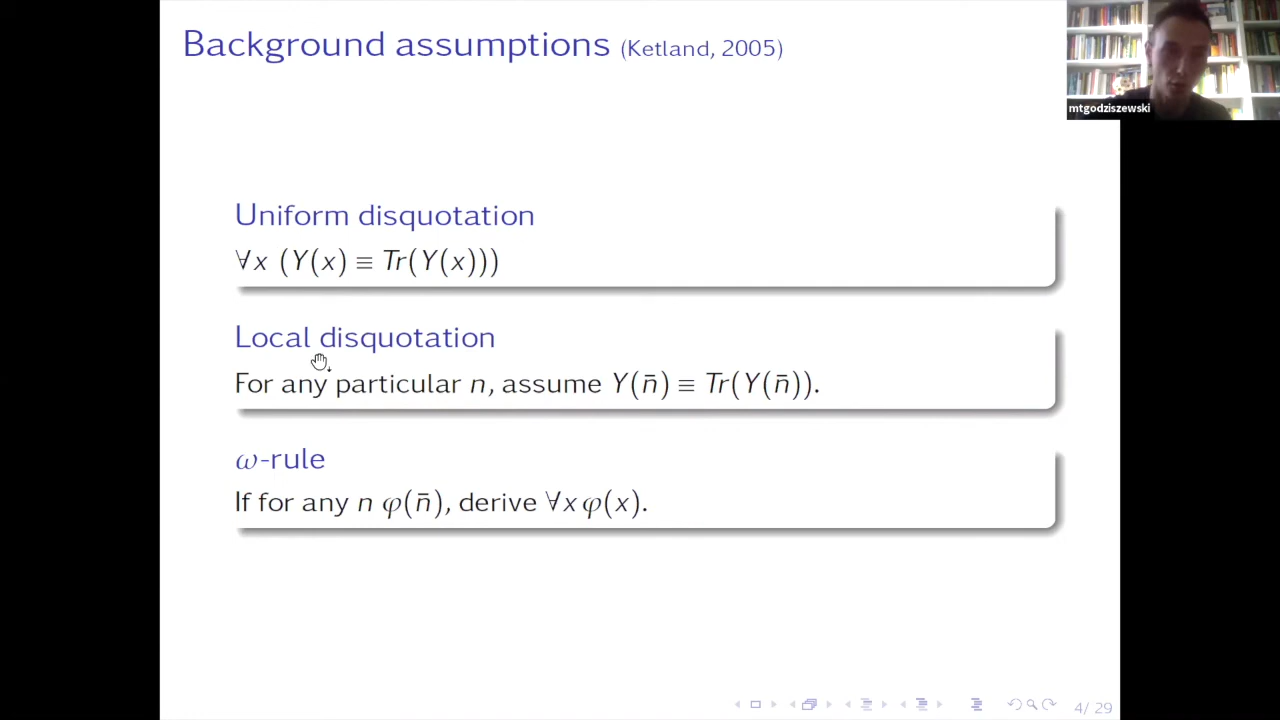 Background assumptions (Ketland, 2005)
mtgodziszewski
Uniform disquotation
∀x (Y(x) ≡ Tr(Y(x)))
Local disquotation
For any particular n, assume Y(n̄) ≡ Tr(Y(n̄)).
ω-rule
If for any n φ(n̄), derive ∀x φ(x).
4/ 29